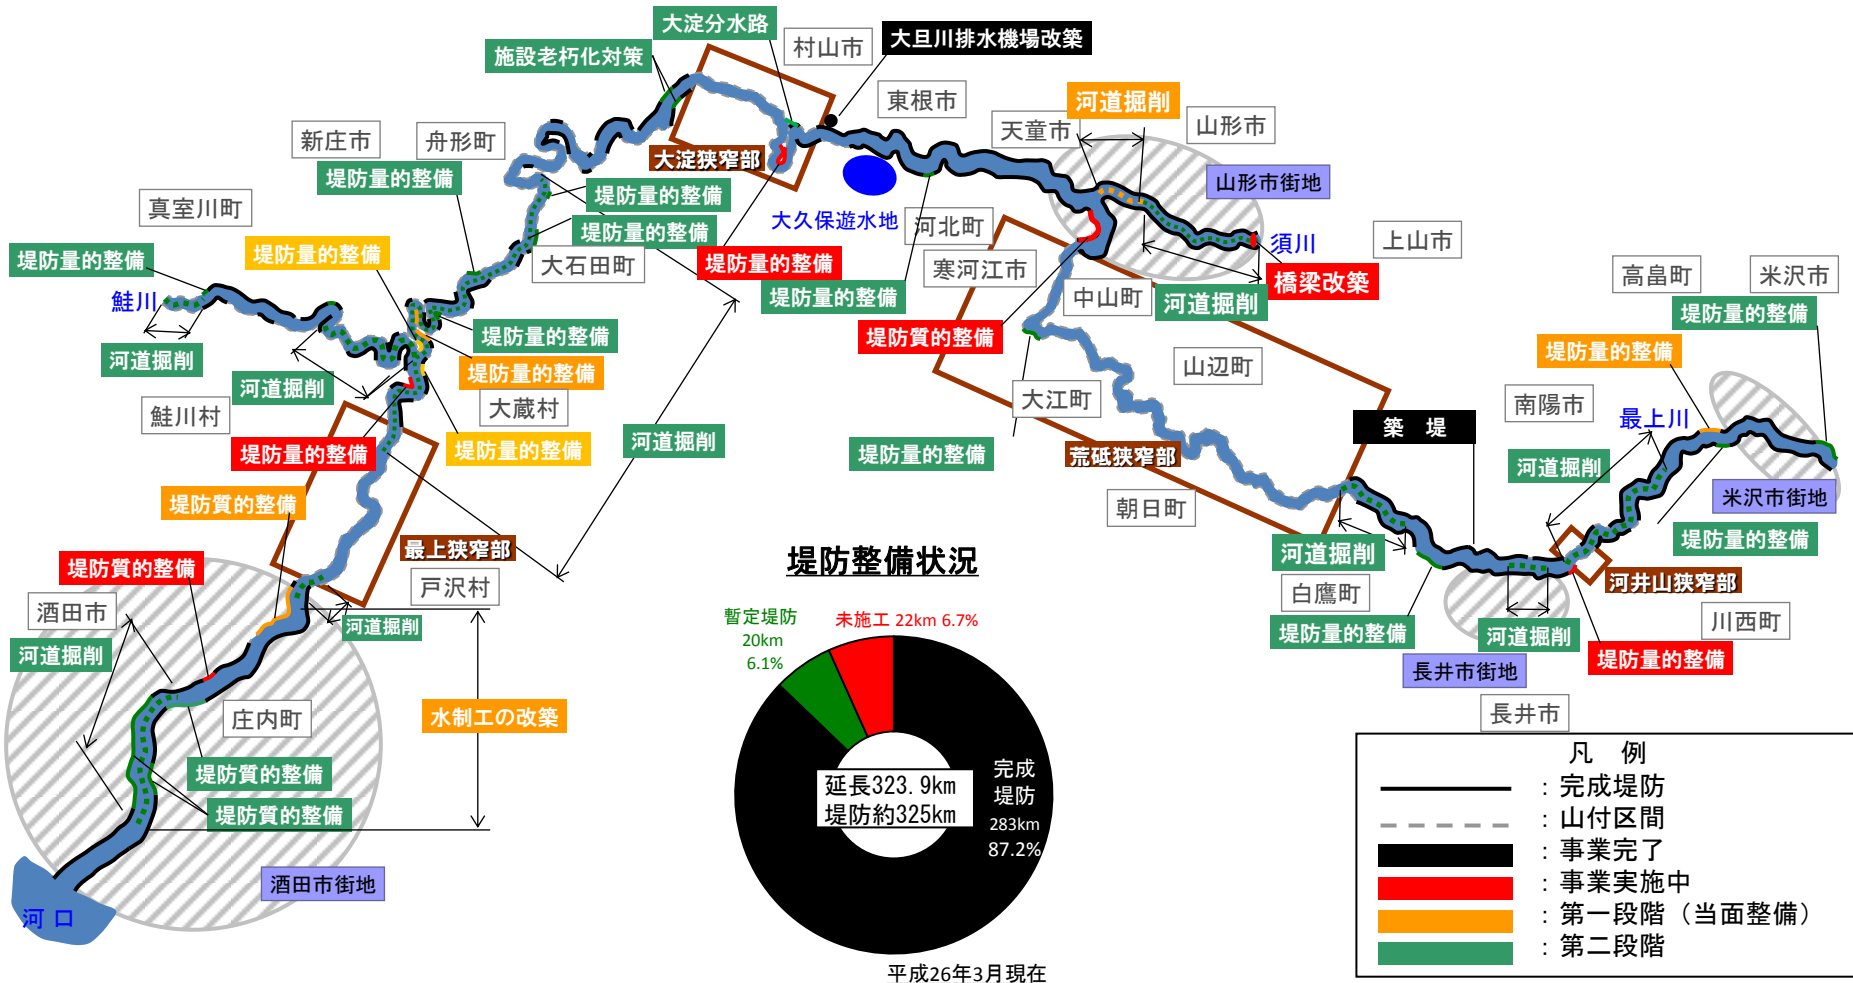 大淀分水路
村山市
大旦川排水機場改築
施設老朽化対策
東根市
河道掘削
天童市
山形市
新庄市
舟形町
大淀狭窄部
堤防量的整備
山形市街地
堤防量的整備
真室川町
大久保遊水地
河北町
堤防量的整備
堤防量的整備
上山市
須川
堤防量的整備
大石田町
堤防量的整備
寒河江市
橋梁改築
高畠町
米沢市
鮭川
堤防量的整備
中山町
河道掘削
堤防量的整備
堤防量的整備
堤防質的整備
堤防量的整備
河道掘削
堤防量的整備
山辺町
河道掘削
大江町
南陽市
鮭川村
大蔵村
最上川
築 堤
堤防量的整備
堤防量的整備
河道掘削
堤防量的整備
荒砥狭窄部
河道掘削
堤防質的整備
朝日町
米沢市街地
最上狭窄部
堤防整備状況
河道掘削
堤防量的整備
堤防質的整備
戸沢村
白鷹町
河井山狭窄部
酒田市
河道掘削
暫定堤防
20km
6.1%
未施工 22km 6.7%
堤防量的整備
河道掘削
川西町
河道掘削
長井市街地
堤防量的整備
庄内町
水制工の改築
長井市
堤防質的整備
堤防質的整備
延長323.9km
堤防約325km
完成
堤防
283km
87.2%
酒田市街地
河口
平成26年3月現在
凡 例
:完成堤防
:山付区間
:事業完了
:事業実施中
:第一段階（当面整備）
:第二段階